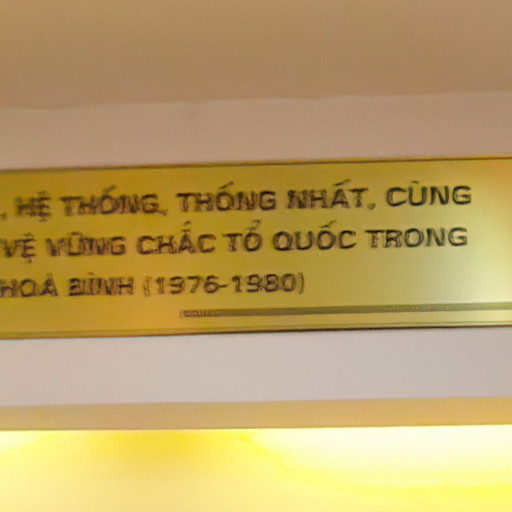 , HỆ THỐNG, THỐNG NHẤT, CÙNG
VỆ VỮNG CHẮC TỔ QUỐC TRONG
HOÀ BÌNH (1976-1980)